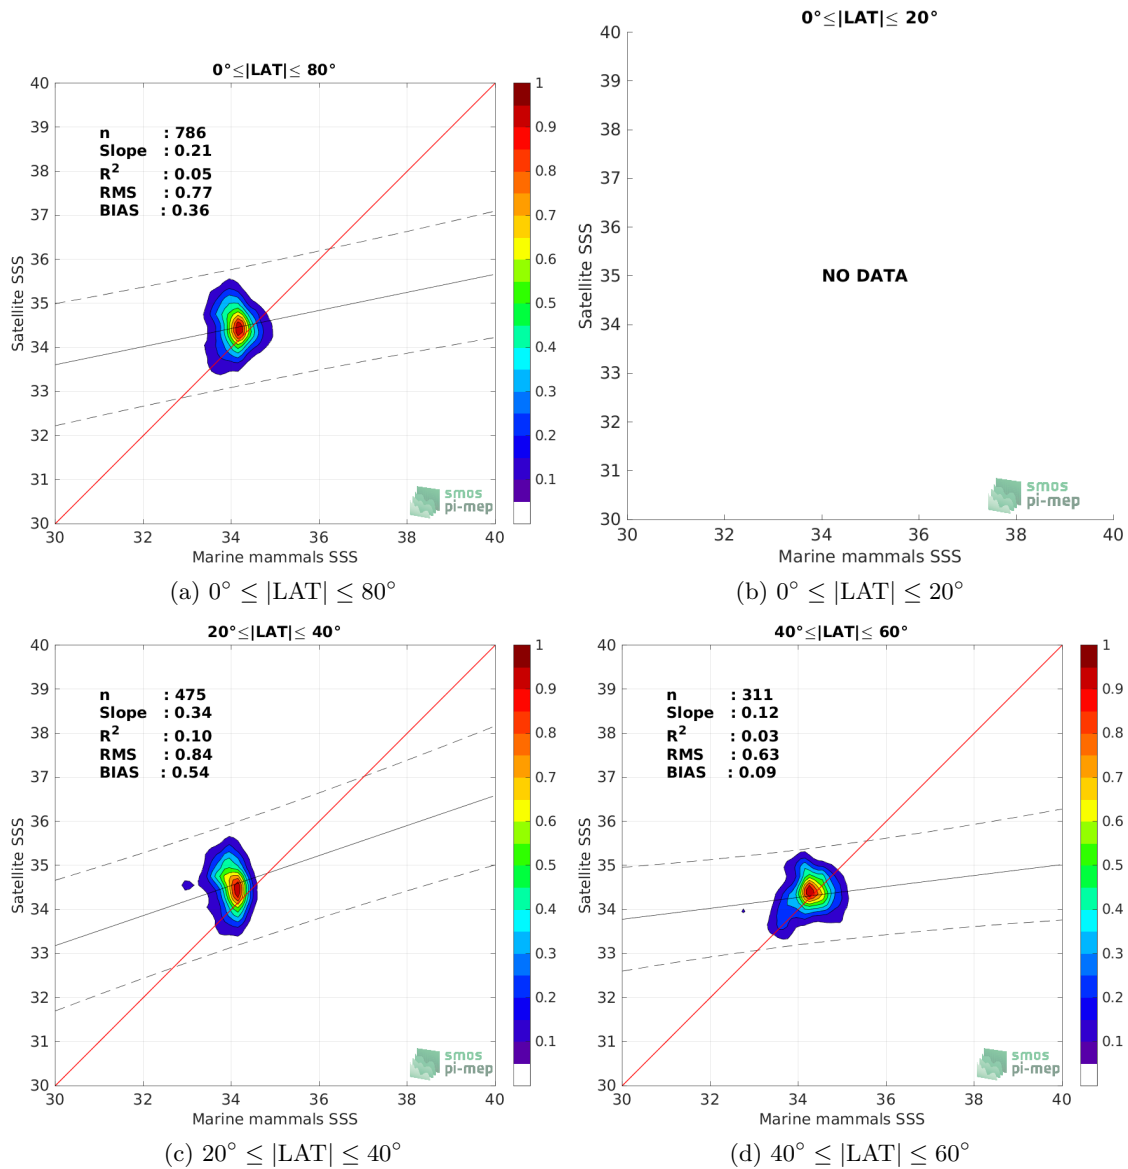 0°≤|LAT|≤ 80°
40
39
38
37
36
35
34
33
32
31
30
n : 786
Slope : 0.21
R² : 0.05
RMS : 0.77
BIAS : 0.36
Satellite SSS
smos
pi-mep
30 32 34 36 38 40
Marine mammals SSS
1
0.9
0.8
0.7
0.6
0.5
0.4
0.3
0.2
0.1
(a) 0° ≤ |LAT| ≤ 80°
0°≤|LAT|≤ 20°
40
39
38
37
36
35
34
33
32
31
30
Satellite SSS
NO DATA
smos
pi-mep
30 32 34 36 38 40
Marine mammals SSS
(b) 0° ≤ |LAT| ≤ 20°
20°≤|LAT|≤ 40°
40
39
38
37
36
35
34
33
32
31
30
n : 475
Slope : 0.34
R² : 0.10
RMS : 0.84
BIAS : 0.54
Satellite SSS
smos
pi-mep
30 32 34 36 38 40
Marine mammals SSS
1
0.9
0.8
0.7
0.6
0.5
0.4
0.3
0.2
0.1
(c) 20° ≤ |LAT| ≤ 40°
40°≤|LAT|≤ 60°
40
39
38
37
36
35
34
33
32
31
30
n : 311
Slope : 0.12
R² : 0.03
RMS : 0.63
BIAS : 0.09
Satellite SSS
smos
pi-mep
30 32 34 36 38 40
Marine mammals SSS
1
0.9
0.8
0.7
0.6
0.5
0.4
0.3
0.2
0.1
(d) 40° ≤ |LAT| ≤ 60°